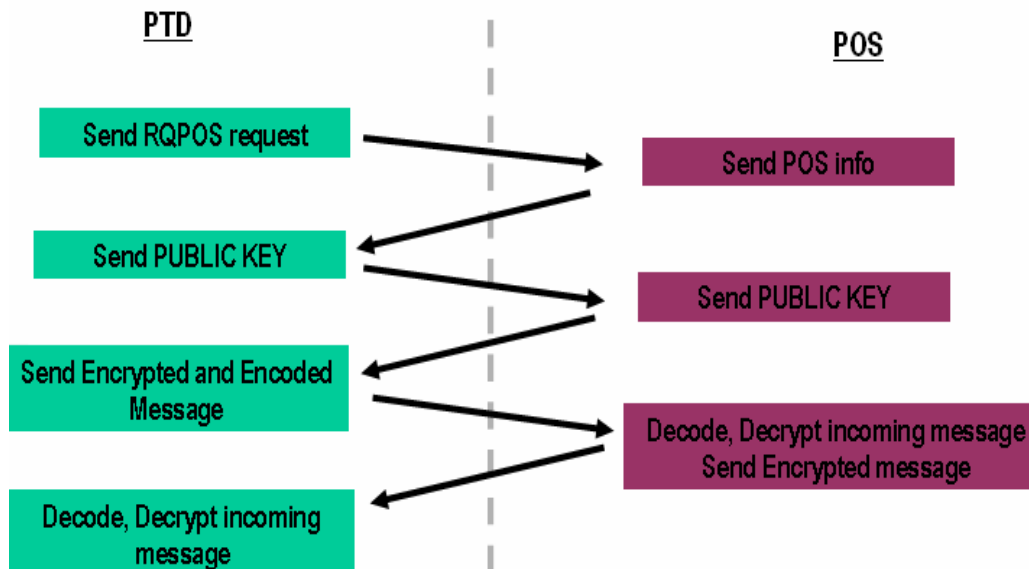 PTD
POS
Send RQPOS request
Send POS info
Send PUBLIC KEY
Send PUBLIC KEY
Send Encrypted and Encoded
Message
Decode, Decrypt incoming message
Send Encrypted message
Decode, Decrypt incoming
message